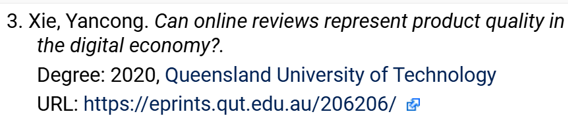 3. Xie, Yancong. Can online reviews represent product quality in
the digital economy?.
Degree: 2020, Queensland University of Technology
URL: https://eprints.qut.edu.au/206206/